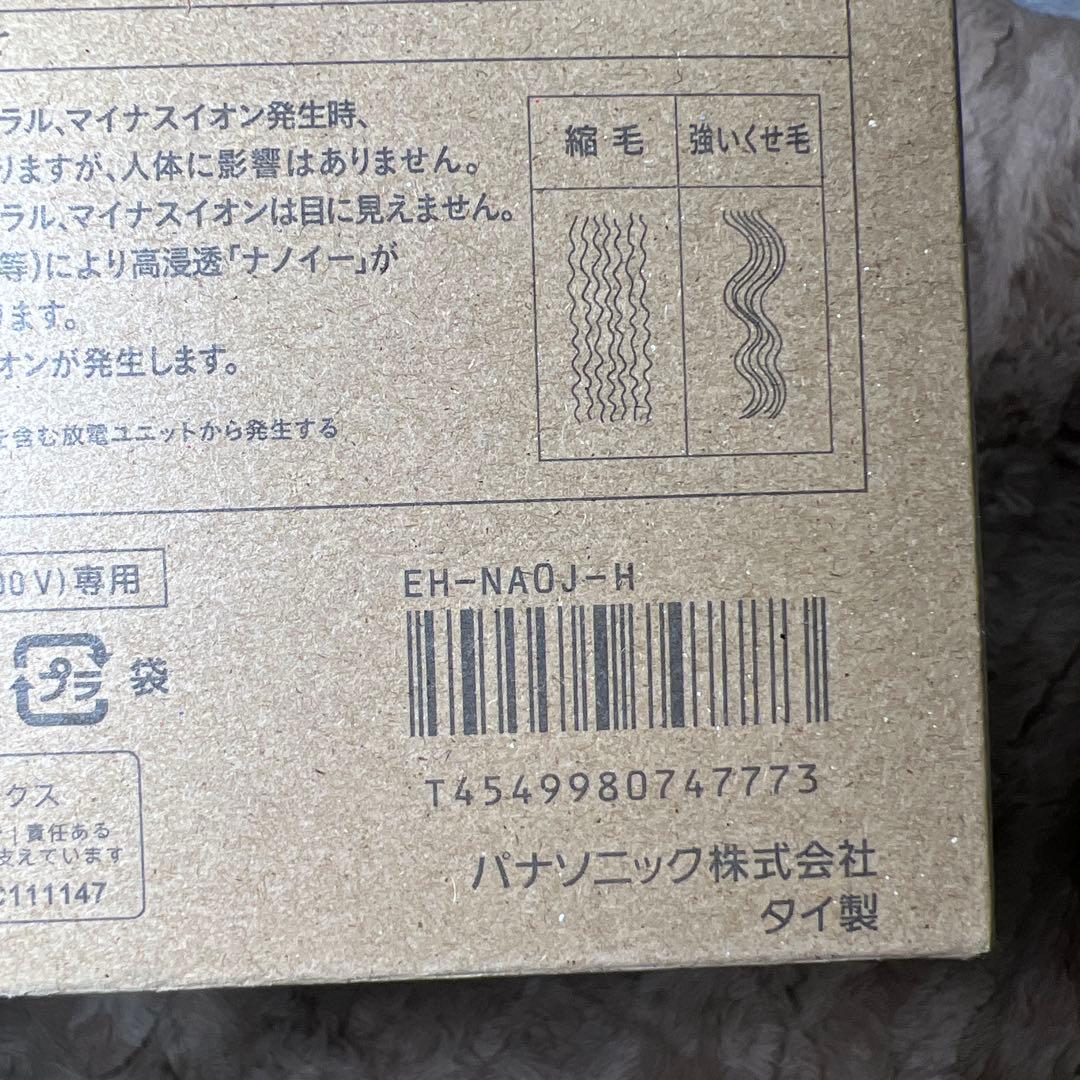 ラル、マイナスイオン発生時、
りますが、人体に影響はありません。
ラル、マイナスイオンは目に見えません。
等)により高浸透「ナノイー」が
ります。
オンが発生します。
を含む放電ユニットから発生する
縮毛 強いくせ毛
00V)専用
プラ 袋
EH-NA0J-H
T4549980747773
クス
責任ある
支えています
C111147
パナソニック株式会社
タイ製